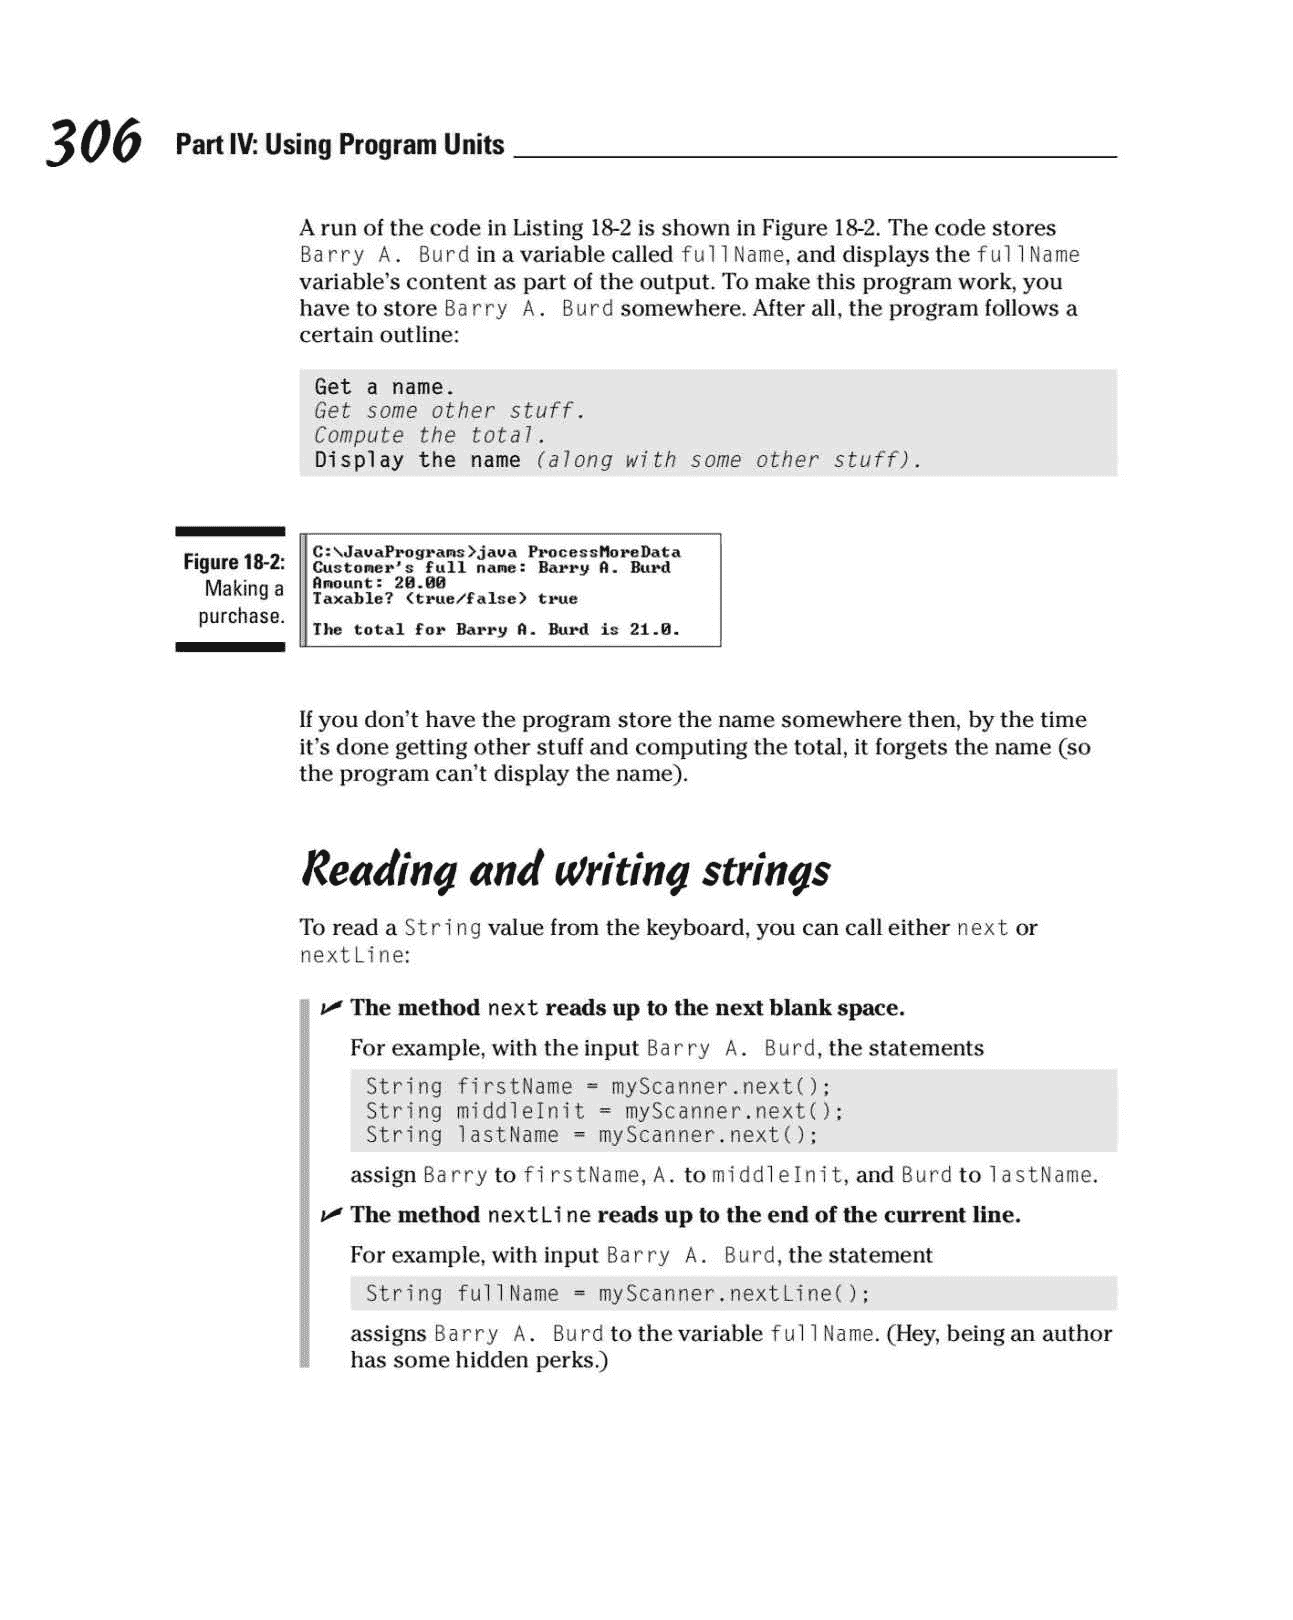 306 Part IV: Using Program Units
A run of the code in Listing 18-2 is shown in Figure 18-2. The code stores
Barry A. Burd in a variable called fullName, and displays the fullName
variable's content as part of the output. To make this program work, you
have to store Barry A. Burd somewhere. After all, the program follows a
certain outline:
Get a name.
Get some other stuff.
Compute the total.
Display the name (along with some other stuff).
Figure 18-2:
Making a
purchase.
C:\JavaPrograms>java ProcessMoreData
Customer's full name: Barry A. Burd
Amount: 20.00
Taxable? (true/false) true
The total for Barry A. Burd is 21.0.
If you don't have the program store the name somewhere then, by the time
it's done getting other stuff and computing the total, it forgets the name (so
the program can't display the name).
Reading and writing strings
To read a String value from the keyboard, you can call either next or
nextLine:
✓ The method next reads up to the next blank space.
For example, with the input Barry A. Burd, the statements
String firstName = myScanner.next();
String middleInit = myScanner.next();
String lastName = myScanner.next();
assign Barry to firstName, A. to middleInit, and Burd to lastName.
✓ The method nextLine reads up to the end of the current line.
For example, with input Barry A. Burd, the statement
String fullName = myScanner.nextLine();
assigns Barry A. Burd to the variable fullName. (Hey, being an author
has some hidden perks.)